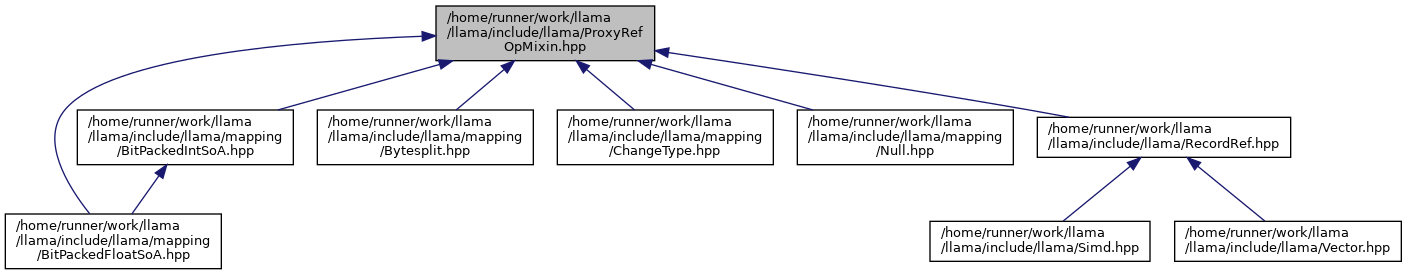 /home/runner/work/llama
/llama/include/llama/ProxyRef
OpMixin.hpp
/home/runner/work/llama
/llama/include/llama/mapping
/BitPackedIntSoA.hpp
/home/runner/work/llama
/llama/include/llama/mapping
/Bytesplit.hpp
/home/runner/work/llama
/llama/include/llama/mapping
/ChangeType.hpp
/home/runner/work/llama
/llama/include/llama/mapping
/Null.hpp
/home/runner/work/llama
/llama/include/llama/RecordRef.hpp
/home/runner/work/llama
/llama/include/llama/mapping
/BitPackedFloatSoA.hpp
/home/runner/work/llama
/llama/include/llama/Simd.hpp
/home/runner/work/llama
/llama/include/llama/Vector.hpp